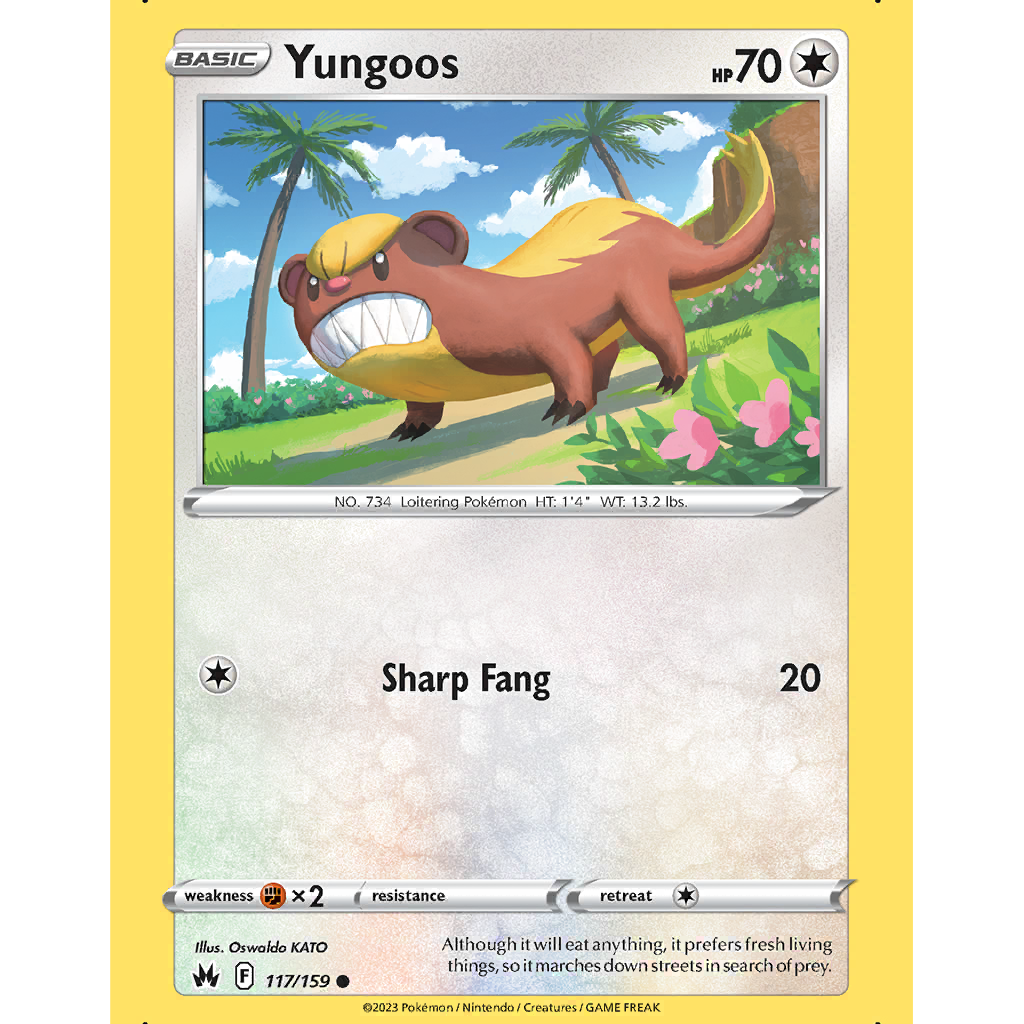 BASIC Yungoos HP 70
NO. 734 Loitering Pokémon HT: 1'4" WT: 13.2 lbs.
Sharp Fang 20
weakness ×2 resistance retreat
Illus. Oswaldo KATO
Although it will eat anything, it prefers fresh living
things, so it marches down streets in search of prey.
F 117/159
©2023 Pokémon / Nintendo / Creatures / GAME FREAK